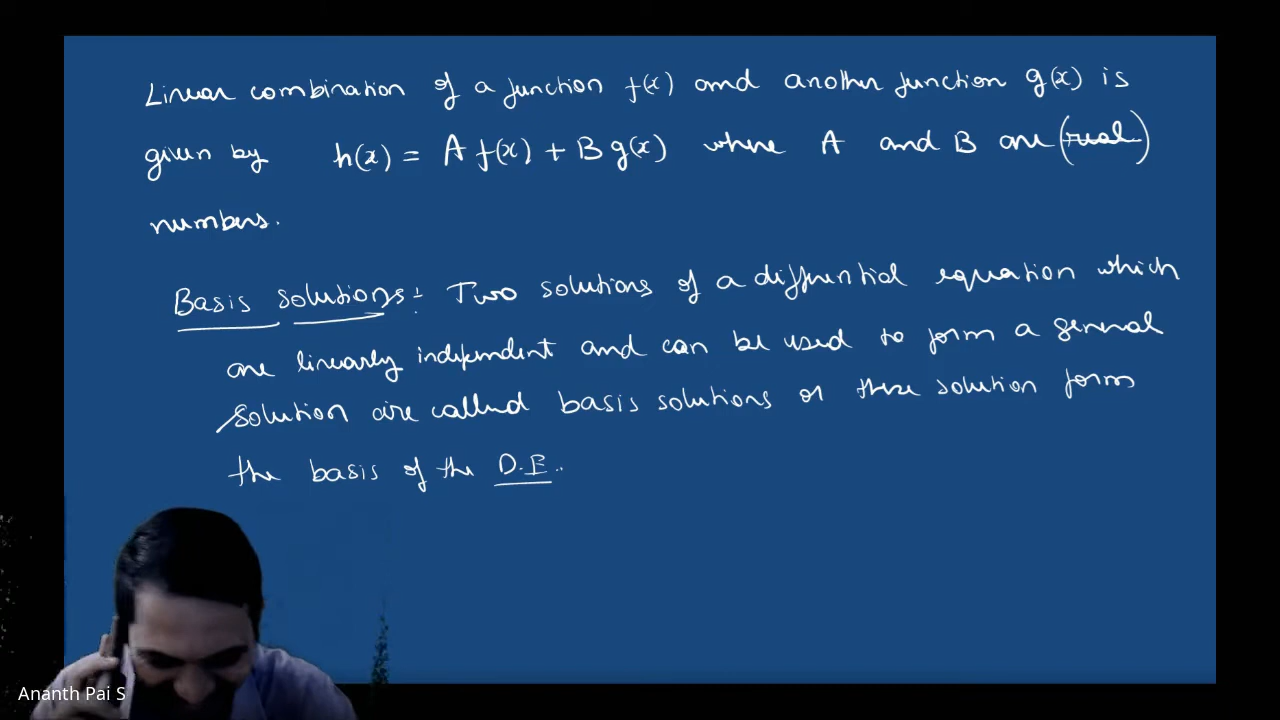 Linear combination of a function f(x) and another function g(x) is
given by h(x) = A f(x) + B g(x) where A and B are (real)
numbers.
Basis solutions: Two solutions of a differential equation which
are linearly independent and can be used to form a general
solution are called basis solutions or these solution form
the basis of the D.E..
Ananth Pai S